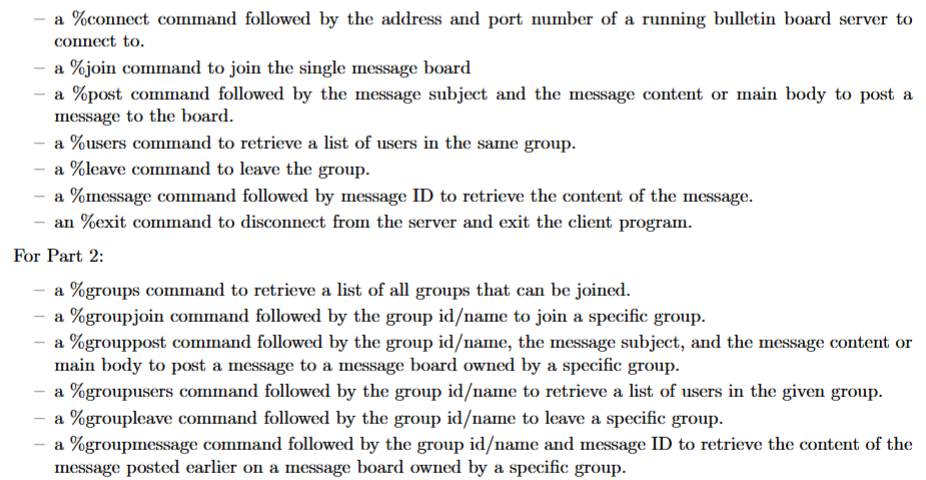 – a %connect command followed by the address and port number of a running bulletin board server to
connect to.
– a %join command to join the single message board
– a %post command followed by the message subject and the message content or main body to post a
message to the board.
– a %users command to retrieve a list of users in the same group.
– a %leave command to leave the group.
– a %message command followed by message ID to retrieve the content of the message.
– an %exit command to disconnect from the server and exit the client program.
For Part 2:
– a %groups command to retrieve a list of all groups that can be joined.
– a %groupjoin command followed by the group id/name to join a specific group.
– a %grouppost command followed by the group id/name, the message subject, and the message content or
main body to post a message to a message board owned by a specific group.
– a %groupusers command followed by the group id/name to retrieve a list of users in the given group.
– a %groupleave command followed by the group id/name to leave a specific group.
– a %groupmessage command followed by the group id/name and message ID to retrieve the content of the
message posted earlier on a message board owned by a specific group.